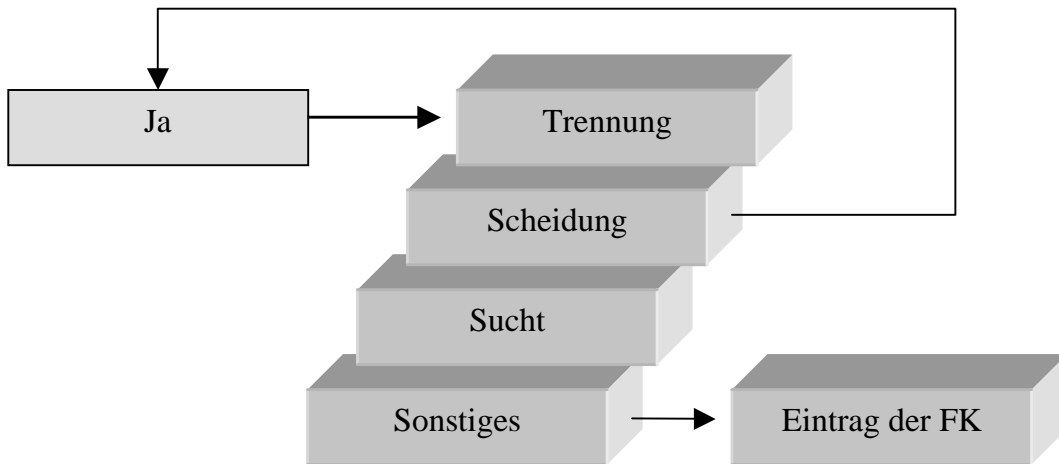 Ja
Trennung
Scheidung
Sucht
Sonstiges
Eintrag der FK